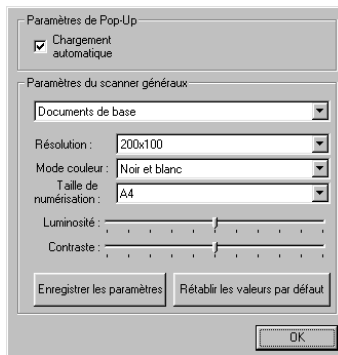 Paramètres de Pop-Up
Chargement
automatique
Paramètres du scanner généraux
Documents de base
Résolution : 200x100
Mode couleur : Noir et blanc
Taille de
numérisation : A4
Luminosité :
Contraste :
Enregistrer les paramètres Rétablir les valeurs par défaut
OK